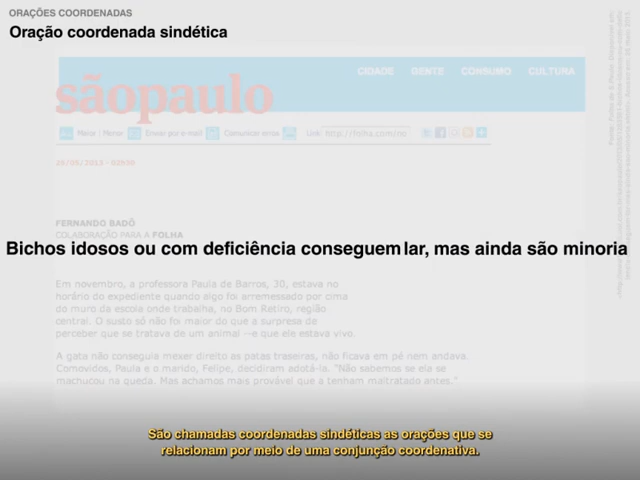 ORAÇÕES COORDENADAS
Oração coordenada sindética
sãopaulo
CIDADE GENTE CONSUMO CULTURA
Maior / Menor Enviar por e-mail Comunicar erros Link: http://folha.com/no
26/05/2013 - 02h50
FERNANDO BADÔ
COLABORAÇÃO PARA A FOLHA
Bichos idosos ou com deficiência conseguem lar, mas ainda são minoria
Em novembro, a professora Paula de Barros, 30, estava no
horário do expediente quando algo foi arremessado por cima
do muro da escola onde trabalha, no Bom Retiro, região
central. O susto só não foi maior do que a surpresa de
perceber que se tratava de um animal --e que ele estava vivo.
A gata não conseguia mexer direito as patas traseiras, não ficava em pé nem andava.
Comovidos, Paula e o marido, Felipe, decidiram adotá-la. "Não sabemos se ela se
machucou na queda. Mas achamos mais provável que a tenham maltratado antes."
São chamadas coordenadas sindéticas as orações que se
relacionam por meio de uma conjunção coordenativa.